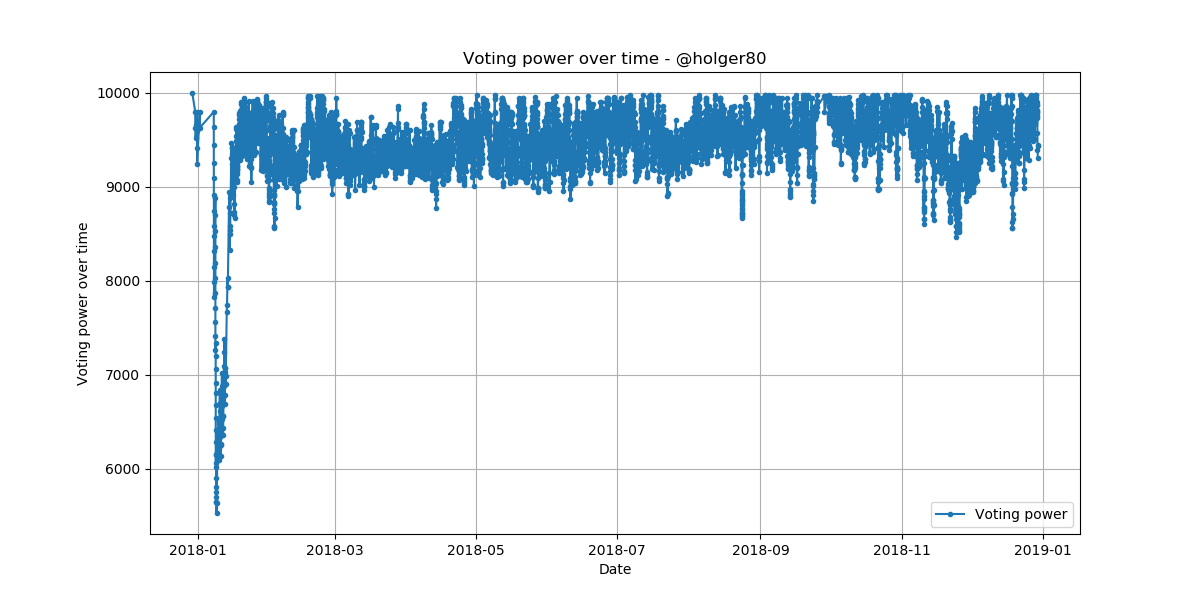 Voting power over time - @holger80
Voting power over time
10000
9000
8000
7000
6000
Voting power
2018-01 2018-03 2018-05 2018-07 2018-09 2018-11 2019-01
Date